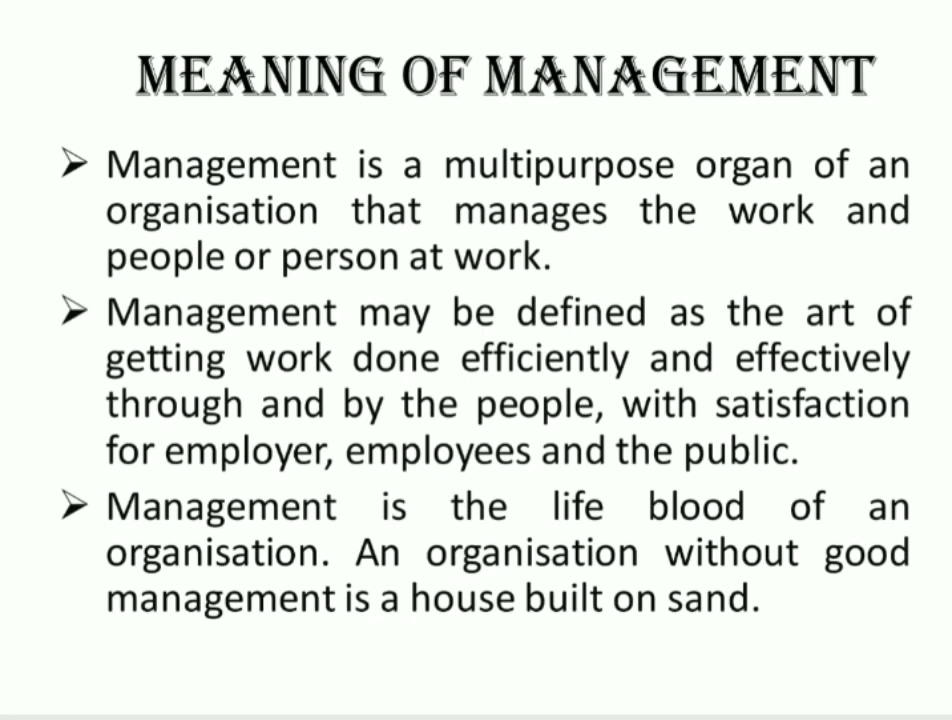 MEANING OF MANAGEMENT
➢ Management is a multipurpose organ of an
organisation that manages the work and
people or person at work.
➢ Management may be defined as the art of
getting work done efficiently and effectively
through and by the people, with satisfaction
for employer, employees and the public.
➢ Management is the life blood of an
organisation. An organisation without good
management is a house built on sand.